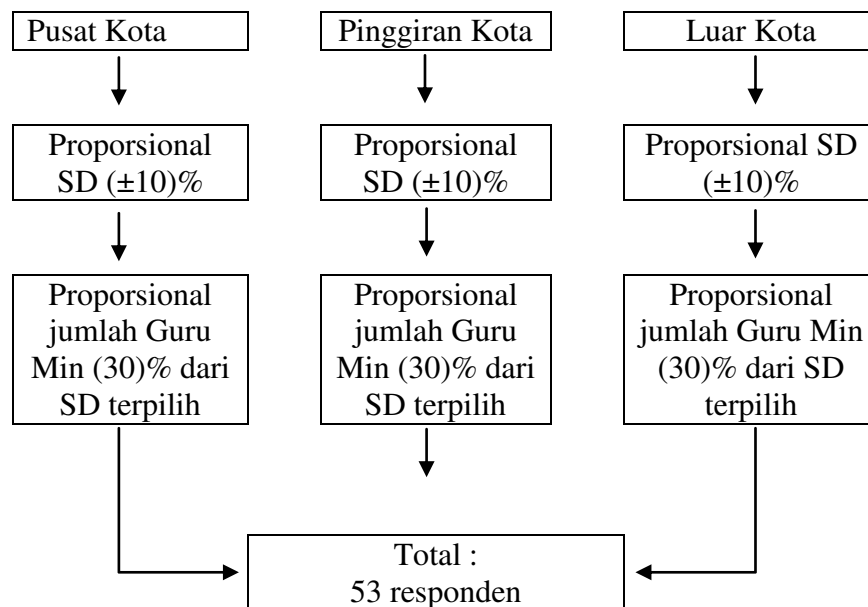 Pusat Kota
Pinggiran Kota
Luar Kota
Proporsional
SD (±10)%
Proporsional
SD (±10)%
Proporsional SD
(±10)%
Proporsional
jumlah Guru
Min (30)% dari
SD terpilih
Proporsional
jumlah Guru
Min (30)% dari
SD terpilih
Proporsional
jumlah Guru Min
(30)% dari SD
terpilih
Total :
53 responden